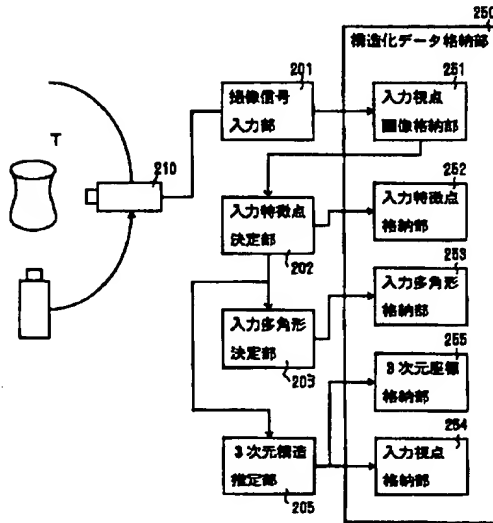 250
構造化データ格納部
201
撮像信号
入力部
251
入力視点
画像格納部
T
210
252
入力特徴点
決定部
202
入力特徴点
格納部
253
入力多角形
決定部
203
入力多角形
格納部
255
3次元座標
格納部
254
3次元構造
推定部
205
入力視点
格納部